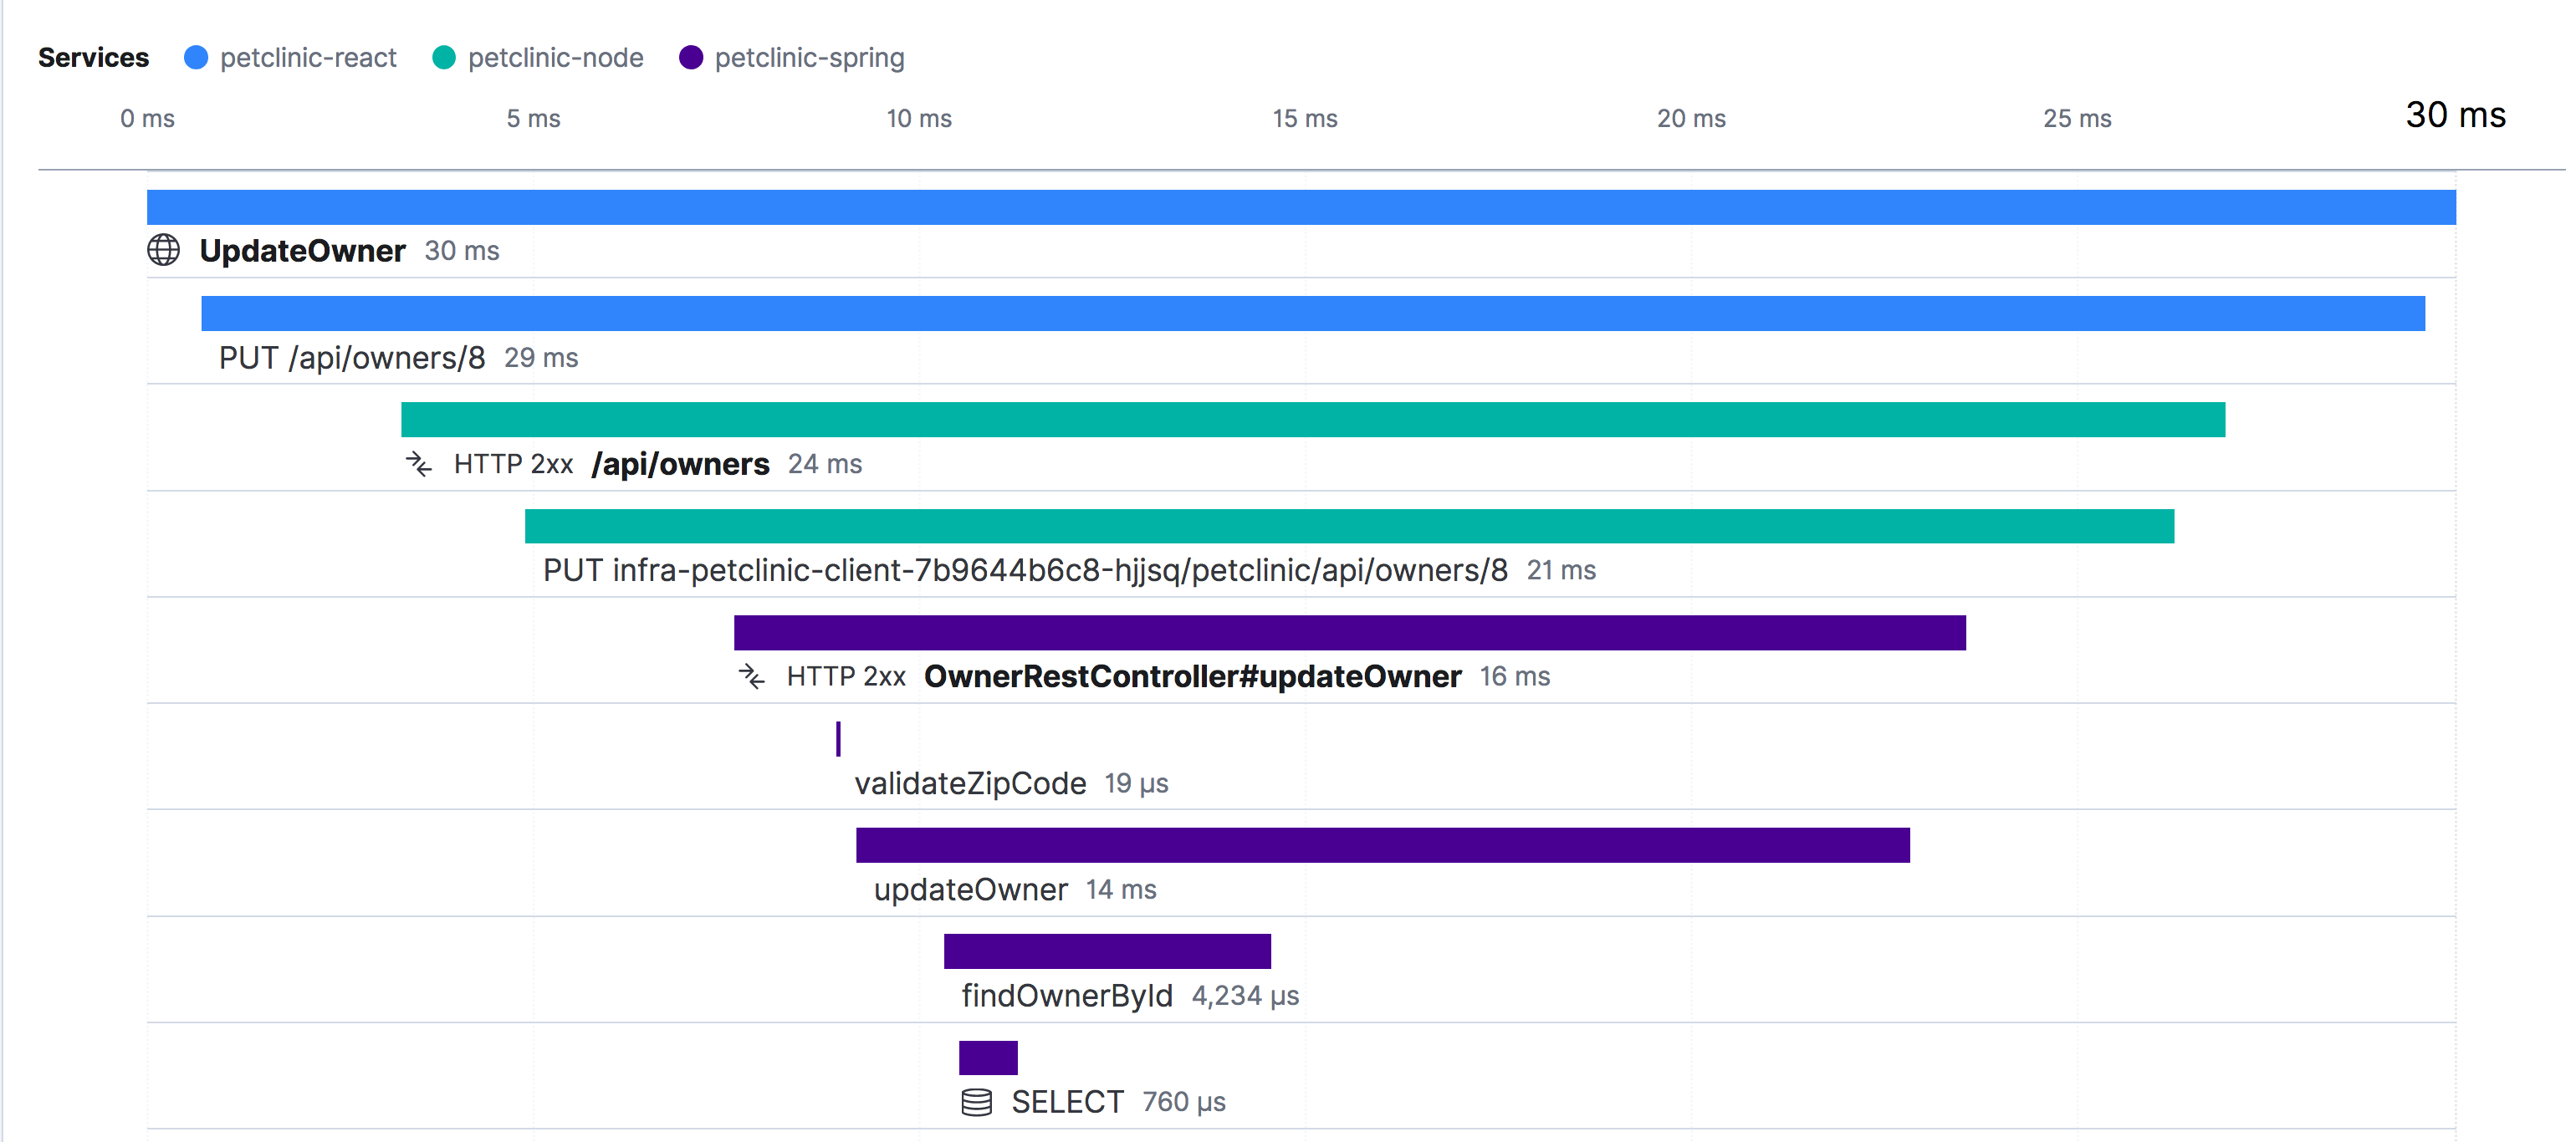 Services petclinic-react petclinic-node petclinic-spring
0 ms 5 ms 10 ms 15 ms 20 ms 25 ms 30 ms
UpdateOwner 30 ms
PUT /api/owners/8 29 ms
HTTP 2xx /api/owners 24 ms
PUT infra-petclinic-client-7b9644b6c8-hjjsq/petclinic/api/owners/8 21 ms
HTTP 2xx OwnerRestController#updateOwner 16 ms
validateZipCode 19 μs
updateOwner 14 ms
findOwnerById 4,234 μs
SELECT 760 μs